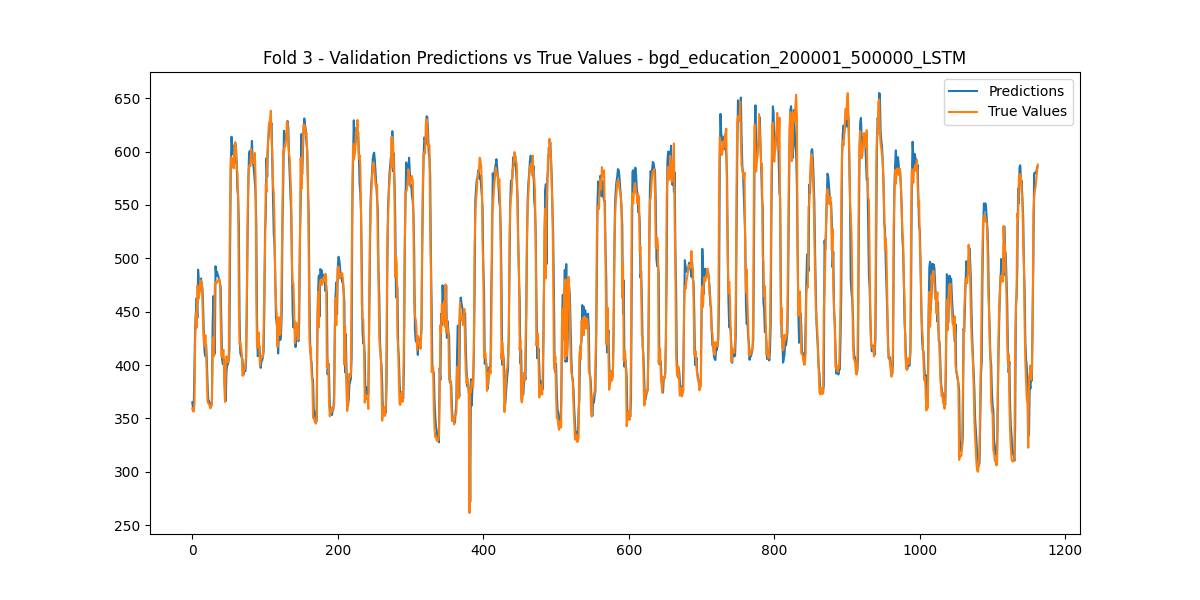 Fold 3 - Validation Predictions vs True Values - bgd_education_200001_500000_LSTM
Predictions
True Values
650
600
550
500
450
400
350
300
250
0 200 400 600 800 1000 1200